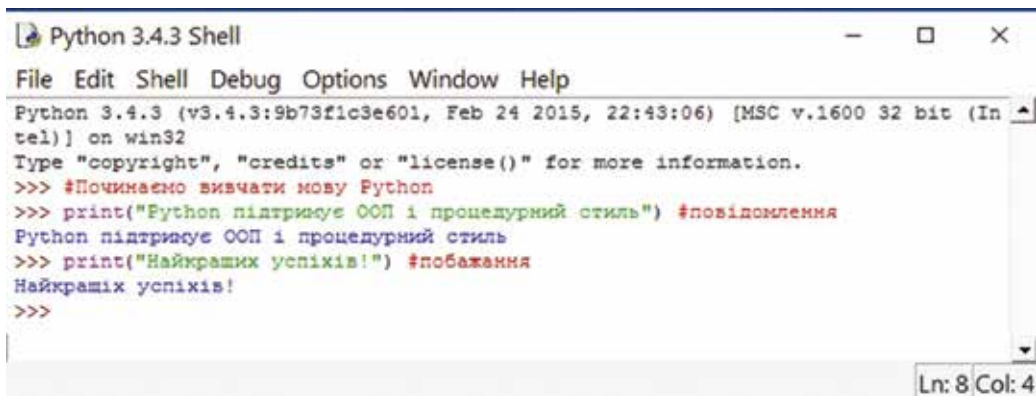 Python 3.4.3 Shell
File Edit Shell Debug Options Window Help
Python 3.4.3 (v3.4.3:9b73f1c3e601, Feb 24 2015, 22:43:06) [MSC v.1600 32 bit (In
tel)] on win32
Type "copyright", "credits" or "license()" for more information.
>>> #Починаємо вивчати мову Python
>>> print("Python підтримує ООП і процедурний стиль") #повідомлення
Python підтримує ООП і процедурний стиль
>>> print("Найкращих успіхів!") #побажання
Найкращіх успіхів!
>>>
Ln: 8 Col: 4